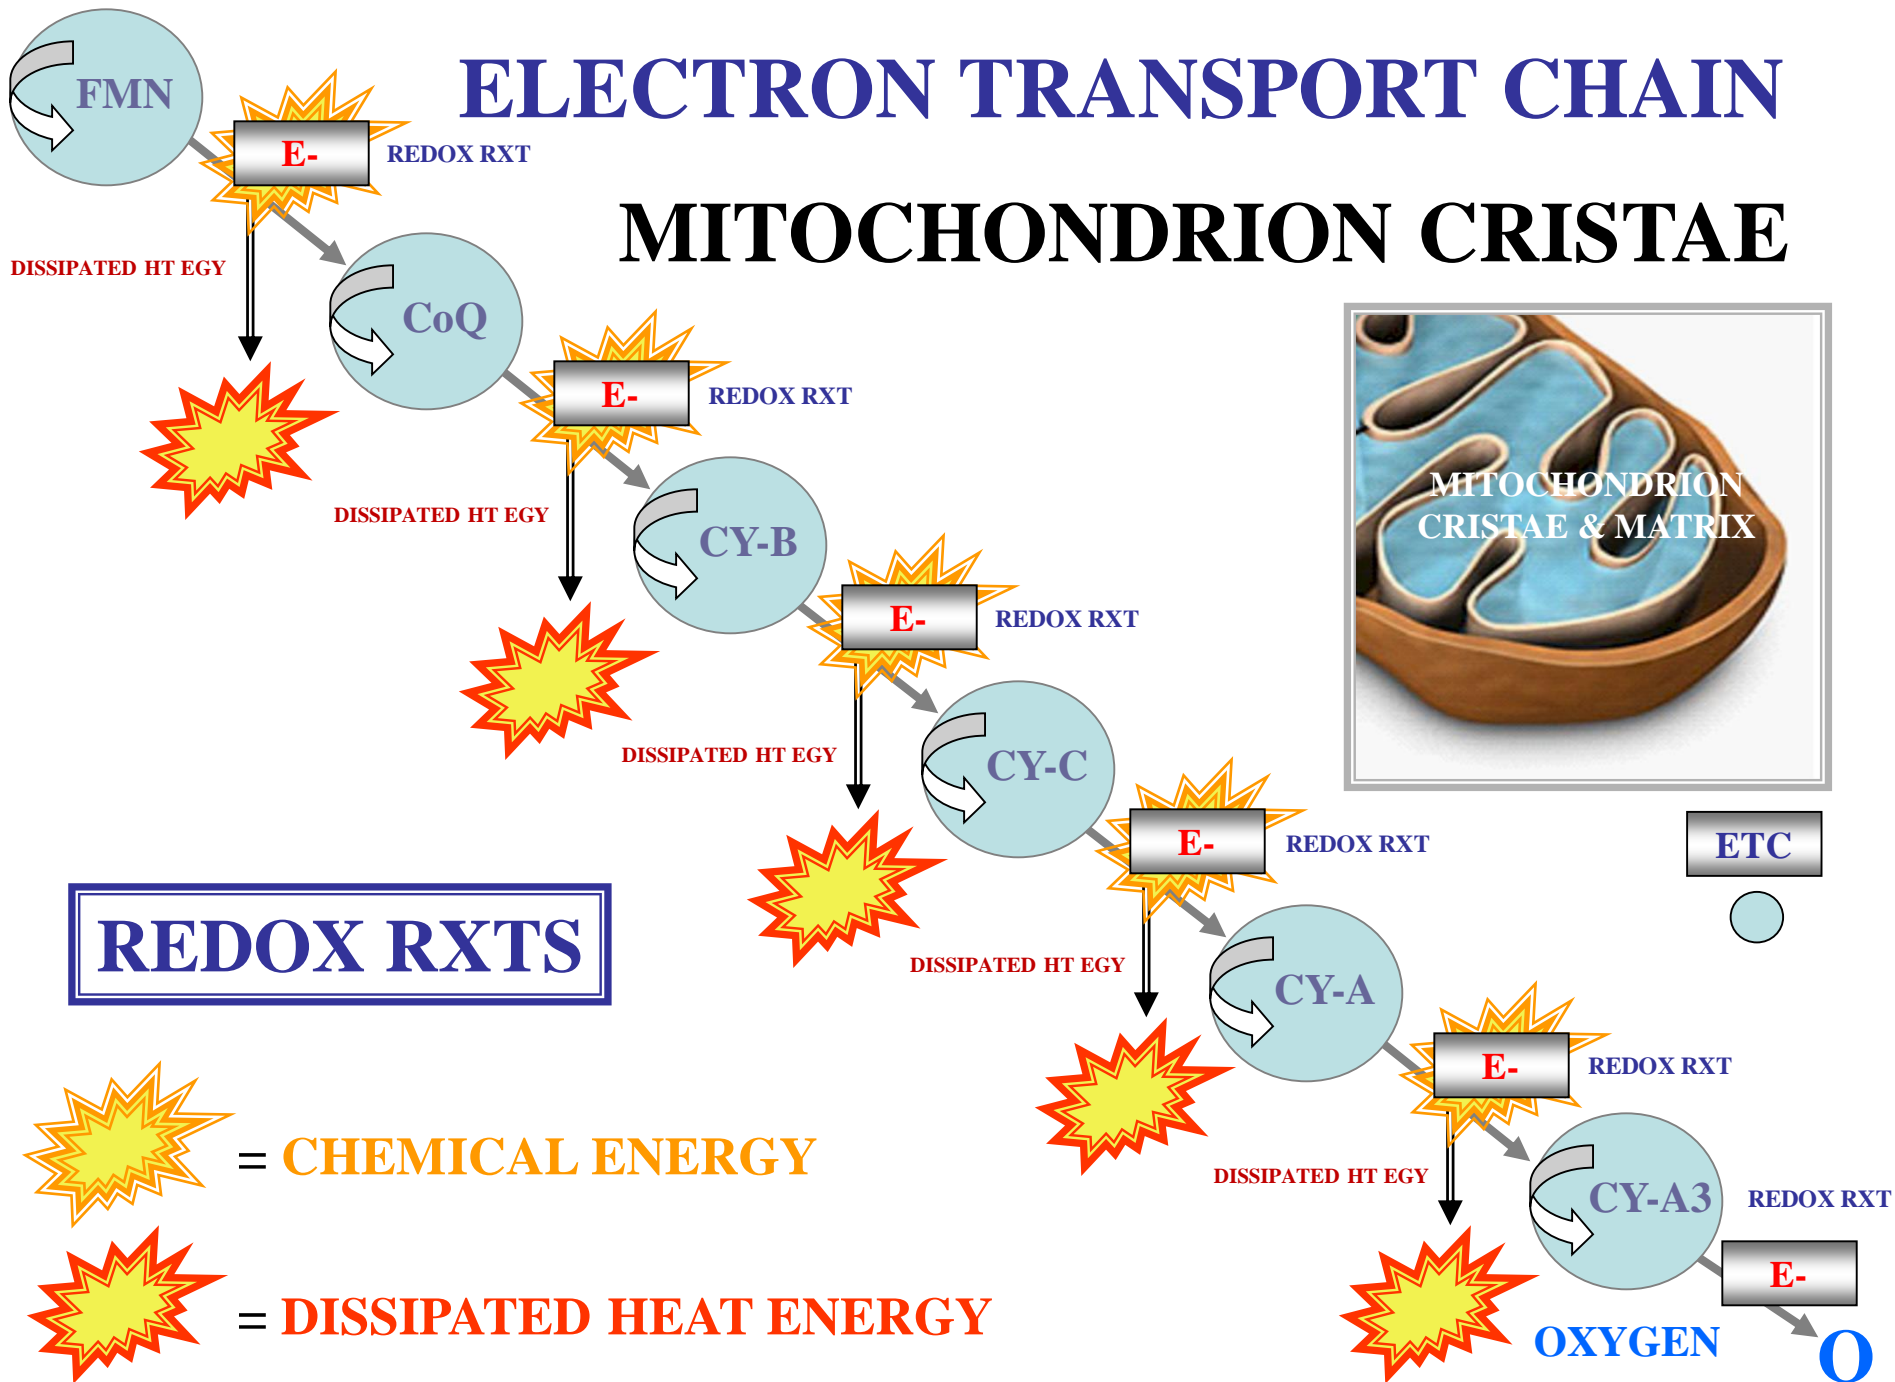 ELECTRON TRANSPORT CHAIN
FMN
E-
REDOX RXT
MITOCHONDRION CRISTAE
DISSIPATED HT EGY
CoQ
E-
REDOX RXT
MITOCHONDRION
CRISTAE & MATRIX
DISSIPATED HT EGY
CY-B
E-
REDOX RXT
DISSIPATED HT EGY
CY-C
E-
REDOX RXT
ETC
REDOX RXTS
DISSIPATED HT EGY
CY-A
E-
REDOX RXT
= CHEMICAL ENERGY
DISSIPATED HT EGY
CY-A3
REDOX RXT
E-
= DISSIPATED HEAT ENERGY
OXYGEN
O